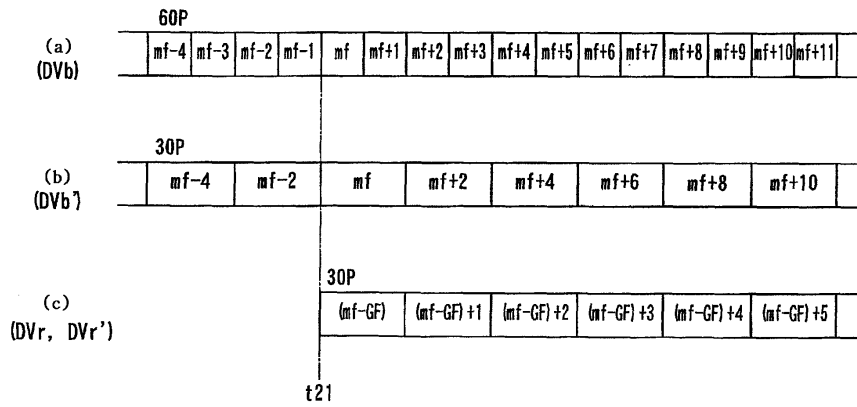 60P
(a)
(DVb)
mf-4 mf-3 mf-2 mf-1 mf mf+1 mf+2 mf+3 mf+4 mf+5 mf+6 mf+7 mf+8 mf+9 mf+10 mf+11
30P
(b)
(DVb')
mf-4 mf-2 mf mf+2 mf+4 mf+6 mf+8 mf+10
30P
(c)
(DVr, DVr')
(mf-GF) (mf-GF)+1 (mf-GF)+2 (mf-GF)+3 (mf-GF)+4 (mf-GF)+5
t21